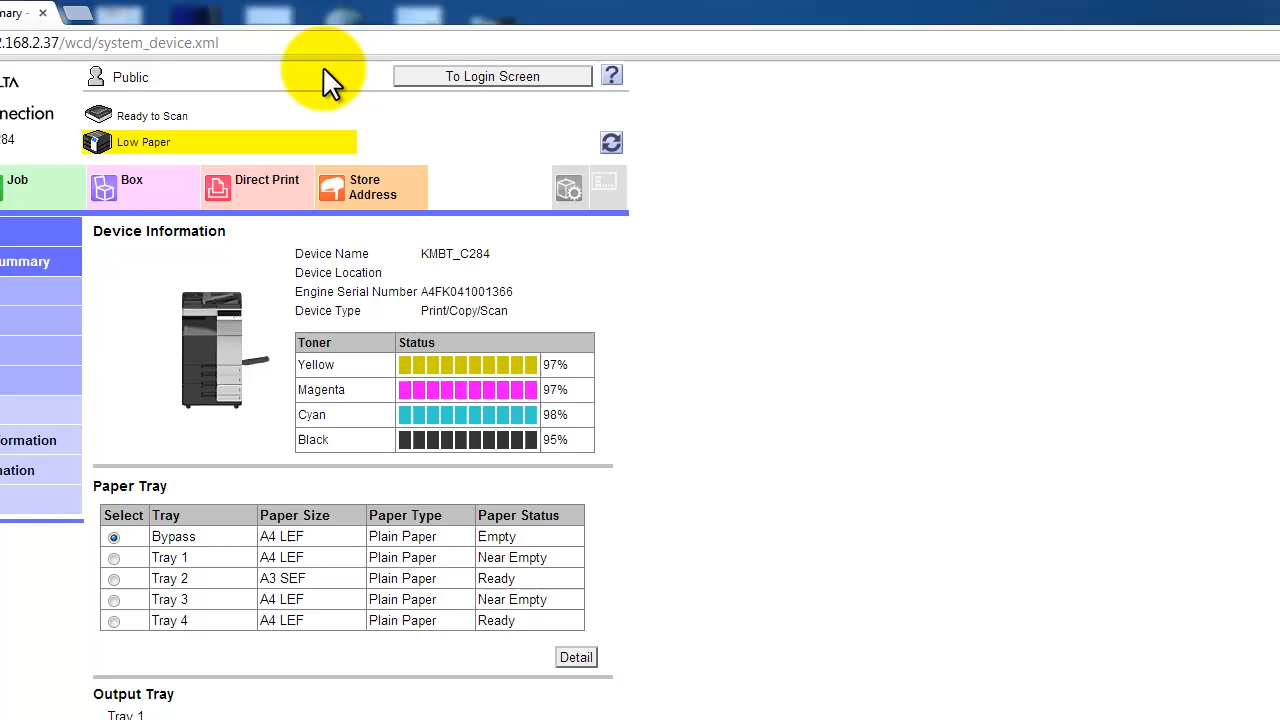 mmary -
2.168.2.37/wcd/system_device.xml
LTA
Public
To Login Screen
?
nnection
Ready to Scan
284
Low Paper
Job
Box
Direct Print
Store
Address
Device Information
ummary
Device Name KMBT_C284
Device Location
Engine Serial Number A4FK041001366
Device Type Print/Copy/Scan
Toner Status
Yellow 97%
Magenta 97%
Cyan 98%
Black 95%
ormation
mation
Paper Tray
Select Tray Paper Size Paper Type Paper Status
Bypass A4 LEF Plain Paper Empty
Tray 1 A4 LEF Plain Paper Near Empty
Tray 2 A3 SEF Plain Paper Ready
Tray 3 A4 LEF Plain Paper Near Empty
Tray 4 A4 LEF Plain Paper Ready
Detail
Output Tray
Tray 1